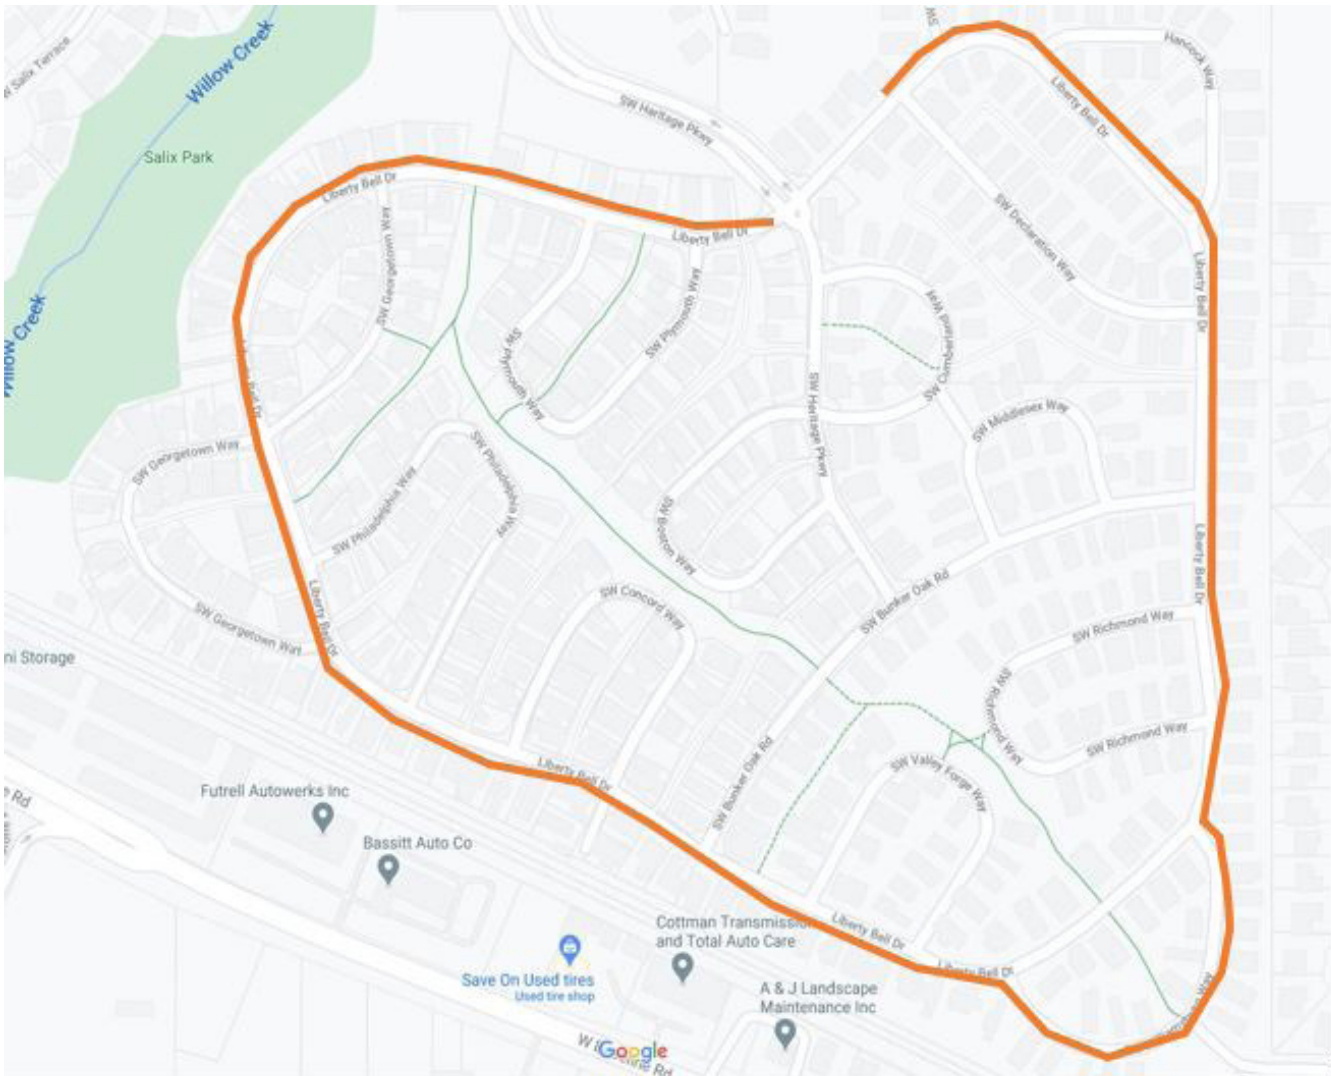 Willow Creek
Salix Terrace
SW
Hancock Way
SW Heritage Pkwy
Liberty Bell Dr
Salix Park
Liberty Bell Dr
SW Georgetown Way
Liberty Bell Dr
SW Declaration Way
Liberty Bell Dr
Willow Creek
SW Plymouth Way
SW Plymouth Way
SW Cumberland Way
SW Heritage Pkwy
SW Middlesex Way
Liberty Bell Dr
SW Georgetown Way
SW Philadelphia Way
SW Philadelphia Way
SW Boston Way
Liberty Bell Dr
SW Bunker Oak Rd
SW Concord Way
Liberty Bell Dr
SW Georgetown Way
SW Richmond Way
ni Storage
SW Richmond Way
SW Richmond Way
SW Valley Forge Way
SW Bunker Oak Rd
Liberty Bell Dr
Futrell Autowerks Inc
Rd
Bassitt Auto Co
Cottman Transmission
and Total Auto Care
Liberty Bell Dr
Save On Used tires
Used tire shop
Liberty Bell Dr
A & J Landscape
Maintenance Inc
Way
W
Google
Rd